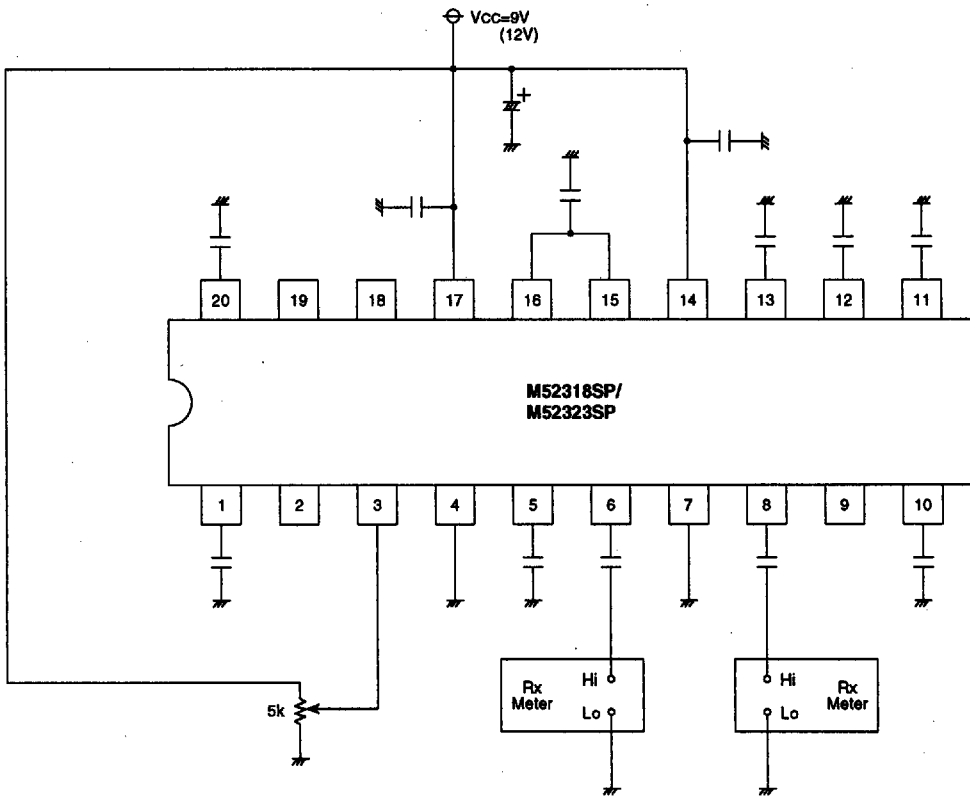 VCC=9V
(12V)
+
20 19 18 17 16 15 14 13 12 11
M52318SP/
M52323SP
1 2 3 4 5 6 7 8 9 10
5k
Rx
Meter
Hi
Lo
Hi
Lo
Rx
Meter